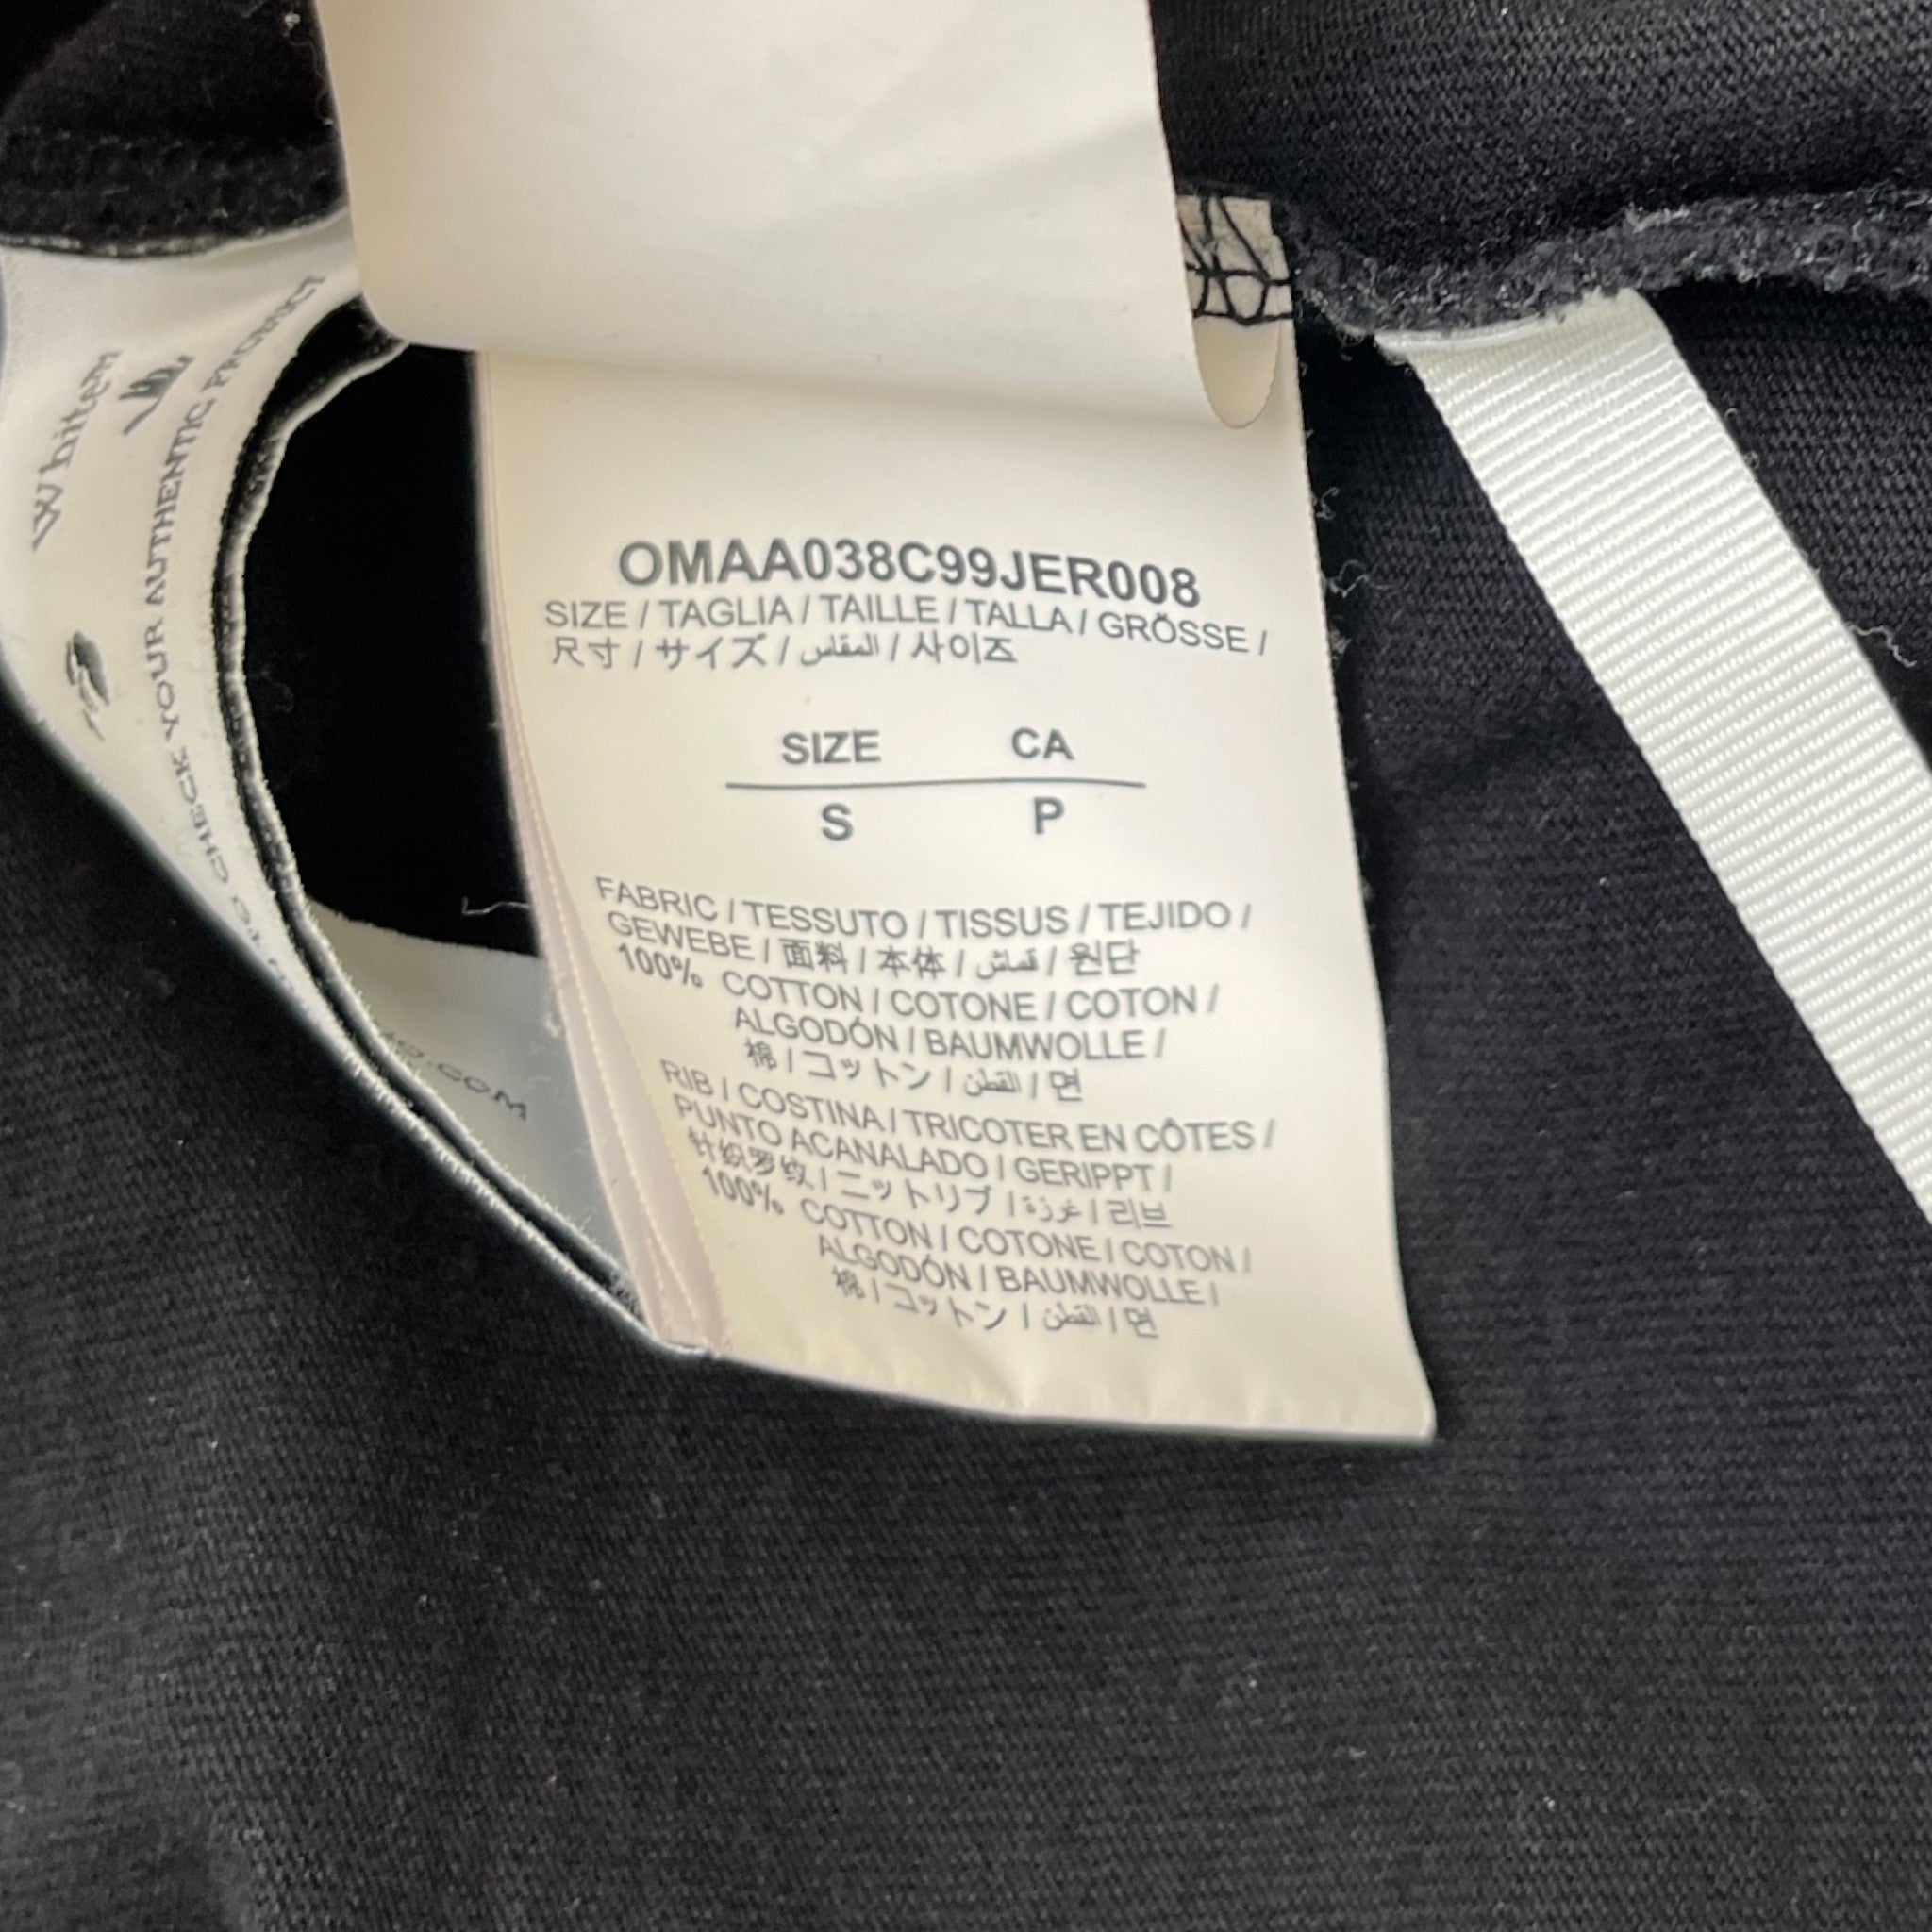 OMAA038C99JER008
SIZE / TAGLIA / TAILLE / TALLA / GRÖSSE /
尺寸 / サイズ / المقاس / 사이즈
SIZE CA
S P
FABRIC / TESSUTO / TISSUS / TEJIDO /
GEWEBE / 面料 / 本体 / قماش / 원단
100% COTTON / COTONE / COTON /
ALGODÓN / BAUMWOLLE /
棉 / コットン / القطن / 면
RIB / COSTINA / TRICOTER EN CÔTES /
PUNTO ACANALADO / GERIPPT /
针织罗纹 / ニットリブ / غرزة / 리브
100% COTTON / COTONE / COTON /
ALGODÓN / BAUMWOLLE /
棉 / コットン / القطن / 면
White™
CHECK YOUR AUTHENTIC PRODUCT
.COM